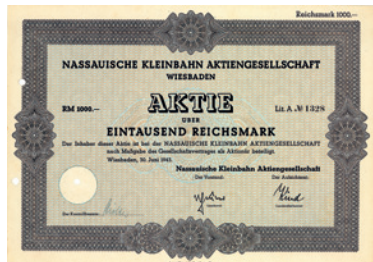 Reichsmark 1000.—
NASSAUISCHE KLEINBAHN AKTIENGESELLSCHAFT
WIESBADEN
RM 1000.— AKTIE Lit. A № 1328
ÜBER
EINTAUSEND REICHSMARK
Der Inhaber dieser Aktie ist bei der NASSAUISCHE KLEINBAHN AKTIENGESELLSCHAFT
nach Maßgabe des Gesellschaftsvertrages als Aktionär beteiligt.
Wiesbaden, 30. Juni 1943.
Nassauische Kleinbahn Aktiengesellschaft
Der Vorstand: Der Aufsichtsrat: